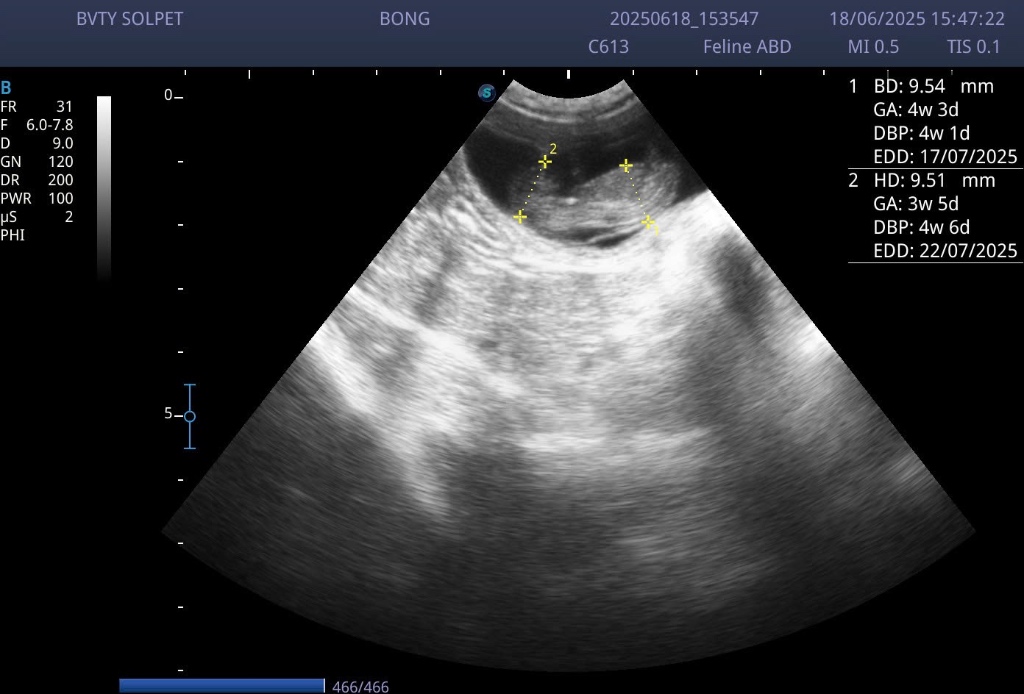 BVTY SOLPET BONG 20250618_153547 18/06/2025 15:47:22
C613 Feline ABD MI 0.5 TIS 0.1
B
FR 31
F 6.0-7.8
D 9.0
GN 120
DR 200
PWR 100
µS 2
PHI
S
0
5
2
1
1 BD: 9.54 mm
GA: 4w 3d
DBP: 4w 1d
EDD: 17/07/2025
2 HD: 9.51 mm
GA: 3w 5d
DBP: 4w 6d
EDD: 22/07/2025
466/466